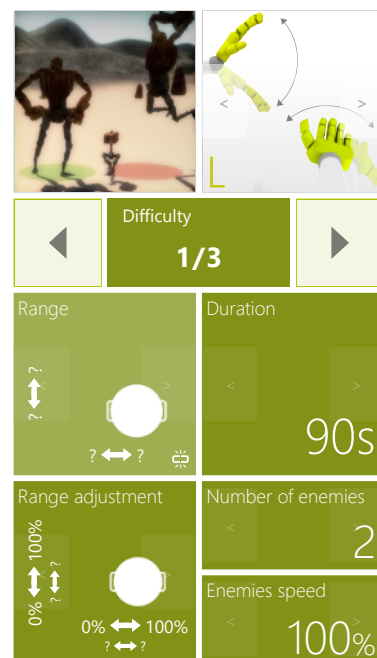 L
Difficulty
1/3
Range
? ?
? ?
Duration
90s
Range adjustment
0% 100%
? ?
0% 100%
? ?
Number of enemies
2
Enemies speed
100%